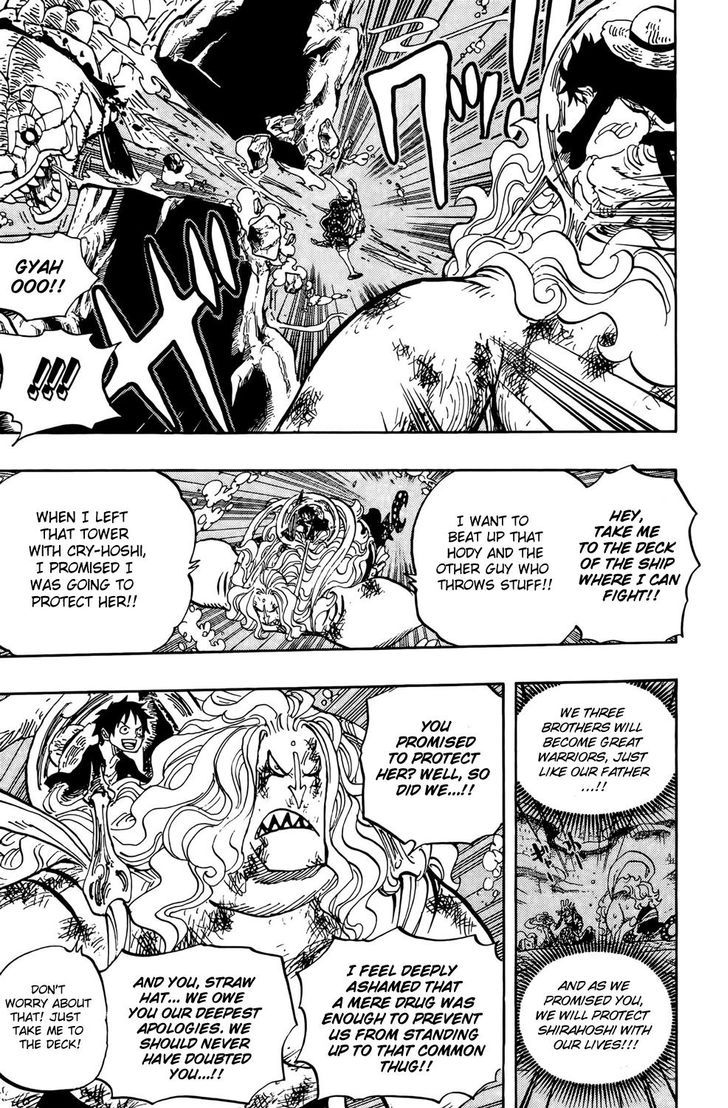 グ
ワ
ザ
ザ
GYAH
OOO!!
!!!!
HEY,
TAKE ME
TO THE DECK
OF THE SHIP
WHERE I CAN
FIGHT!!
I WANT TO
BEAT UP THAT
HODY AND THE
OTHER GUY WHO
THROWS STUFF!!
WHEN I LEFT
THAT TOWER
WITH CRY-HOSHI,
I PROMISED I
WAS GOING TO
PROTECT HER!!
WE THREE
BROTHERS WILL
BECOME GREAT
WARRIORS, JUST
LIKE OUR FATHER
...!!
AND AS WE
PROMISED YOU,
WE WILL PROTECT
SHIRAHOSHI WITH
OUR LIVES!!!
YOU
PROMISED
TO PROTECT
HER? WELL, SO
DID WE...!!
I FEEL DEEPLY
ASHAMED THAT
A MERE DRUG WAS
ENOUGH TO PREVENT
US FROM STANDING
UP TO THAT COMMON
THUG!!
AND YOU, STRAW
HAT... WE OWE
YOU OUR DEEPEST
APOLOGIES. WE
SHOULD NEVER
HAVE DOUBTED
YOU...!!
DON'T
WORRY ABOUT
THAT! JUST
TAKE ME TO
THE DECK!